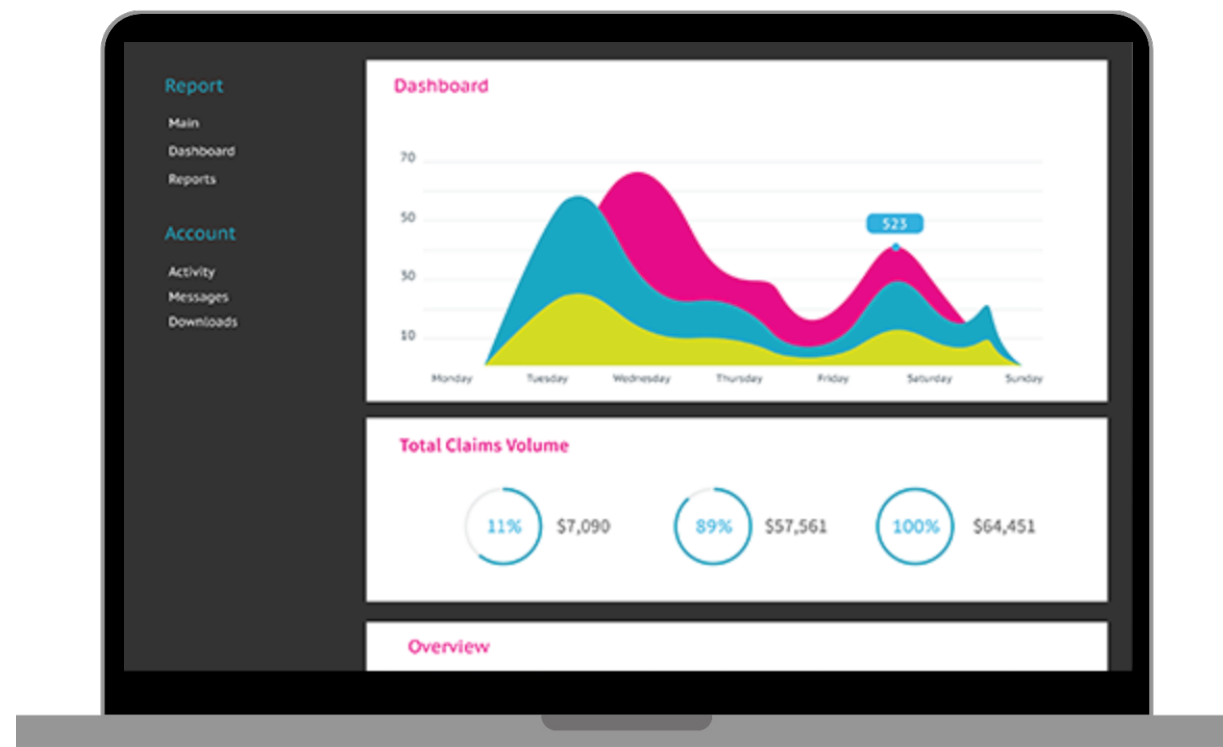 Report
Main
Dashboard
Reports
Account
Activity
Messages
Downloads
Dashboard
70
50
30
10
523
Monday Tuesday Wednesday Thursday Friday Saturday Sunday
Total Claims Volume
11% $7,090 89% $57,561 100% $64,451
Overview